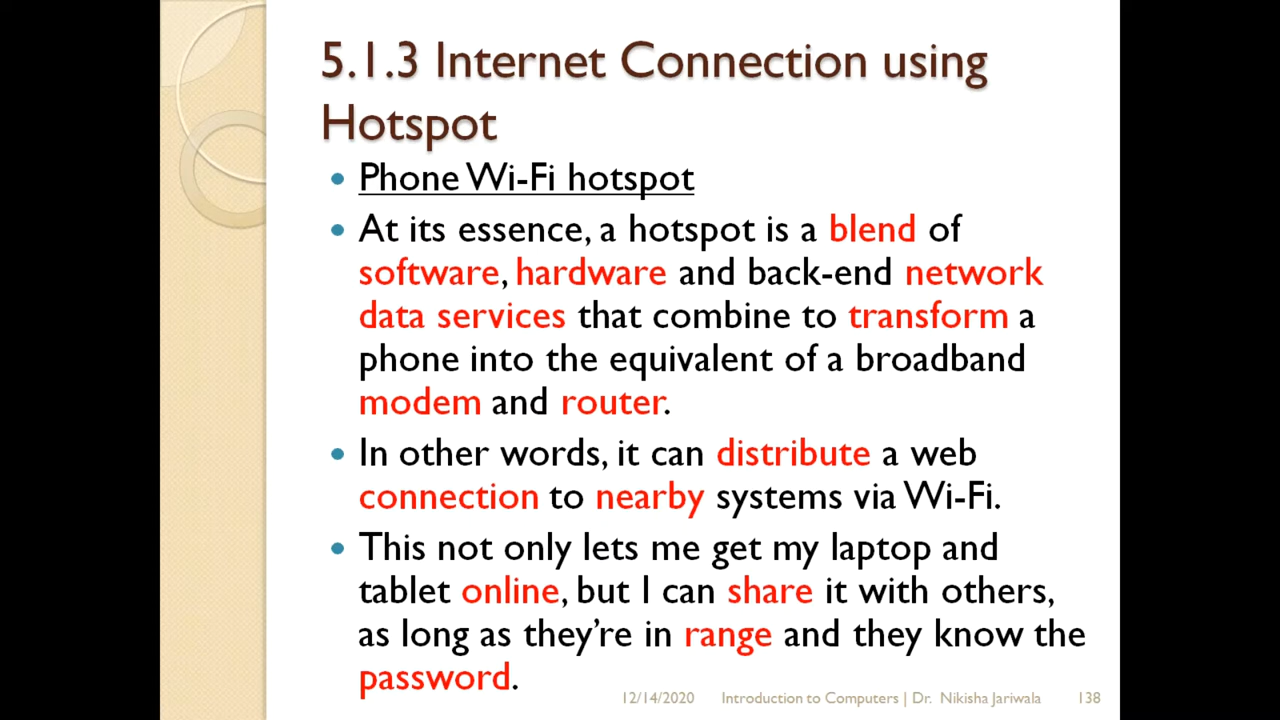 5.1.3 Internet Connection using
Hotspot
• Phone Wi-Fi hotspot
• At its essence, a hotspot is a blend of
software, hardware and back-end network
data services that combine to transform a
phone into the equivalent of a broadband
modem and router.
• In other words, it can distribute a web
connection to nearby systems via Wi-Fi.
• This not only lets me get my laptop and
tablet online, but I can share it with others,
as long as they’re in range and they know the
password.
12/14/2020 Introduction to Computers | Dr. Nikisha Jariwala 138